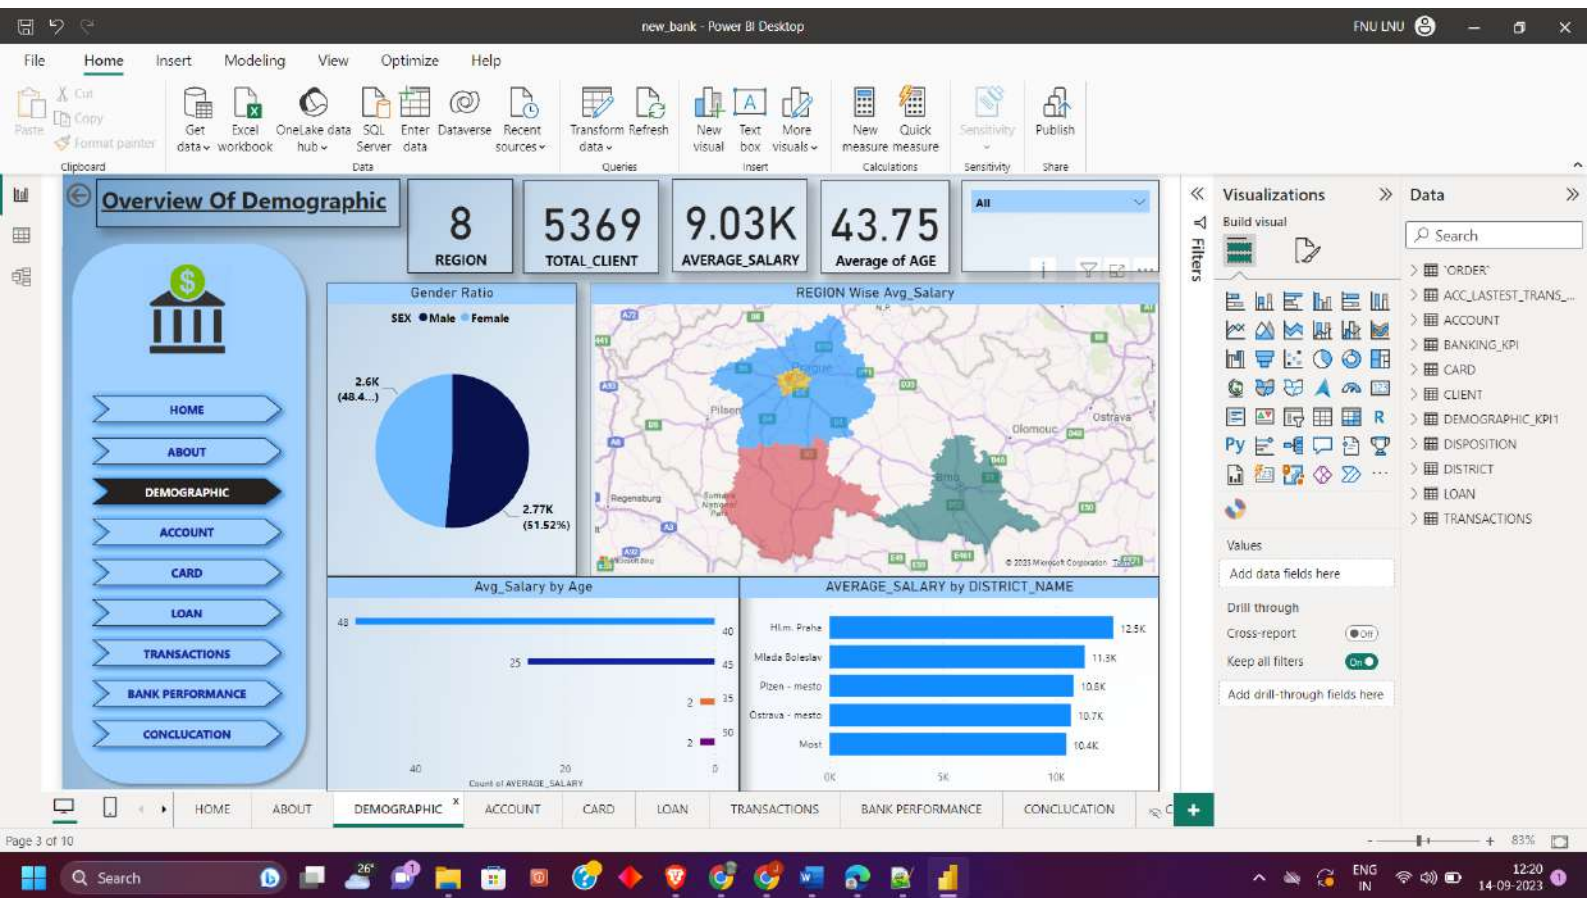 new_bank - Power BI Desktop
FNU LNU
File Home Insert Modeling View Optimize Help
Paste
Cut
Copy
Format painter
Clipboard
Get data
Excel workbook
OneLake data hub
SQL Server
Enter data
Dataverse
Recent sources
Data
Transform data
Refresh
Queries
New visual
Text box
More visuals
Insert
New measure
Quick measure
Calculations
Sensitivity
Sensitivity
Publish
Share
Overview Of Demographic
8
REGION
5369
TOTAL_CLIENT
9.03K
AVERAGE_SALARY
43.75
Average of AGE
All
HOME
ABOUT
DEMOGRAPHIC
ACCOUNT
CARD
LOAN
TRANSACTIONS
BANK PERFORMANCE
CONCLUCATION
Gender Ratio
SEX Male Female
2.6K
(48.4...)
2.77K
(51.52%)
REGION Wise Avg_Salary
Prague
Pilsen
Olomouc
Ostrava
Brno
Regensburg
© 2023 Microsoft Corporation
Avg_Salary by Age
48 40
25 45
2 35
2 50
40 20 0
Count of AVERAGE_SALARY
AVERAGE_SALARY by DISTRICT_NAME
Hl.m. Praha 12.5K
Mlada Boleslav 11.3K
Plzen - mesto 10.8K
Ostrava - mesto 10.7K
Most 10.4K
0K 5K 10K
Filters
Visualizations
Build visual
Values
Add data fields here
Drill through
Cross-report Off
Keep all filters On
Add drill-through fields here
Data
Search
`ORDER`
ACC_LASTEST_TRANS_...
ACCOUNT
BANKING_KPI
CARD
CLIENT
DEMOGRAPHIC_KPI1
DISPOSITION
DISTRICT
LOAN
TRANSACTIONS
HOME ABOUT DEMOGRAPHIC x ACCOUNT CARD LOAN TRANSACTIONS BANK PERFORMANCE CONCLUCATION
Page 3 of 10
83%
Search
26°
ENG
IN
12:20
14-09-2023